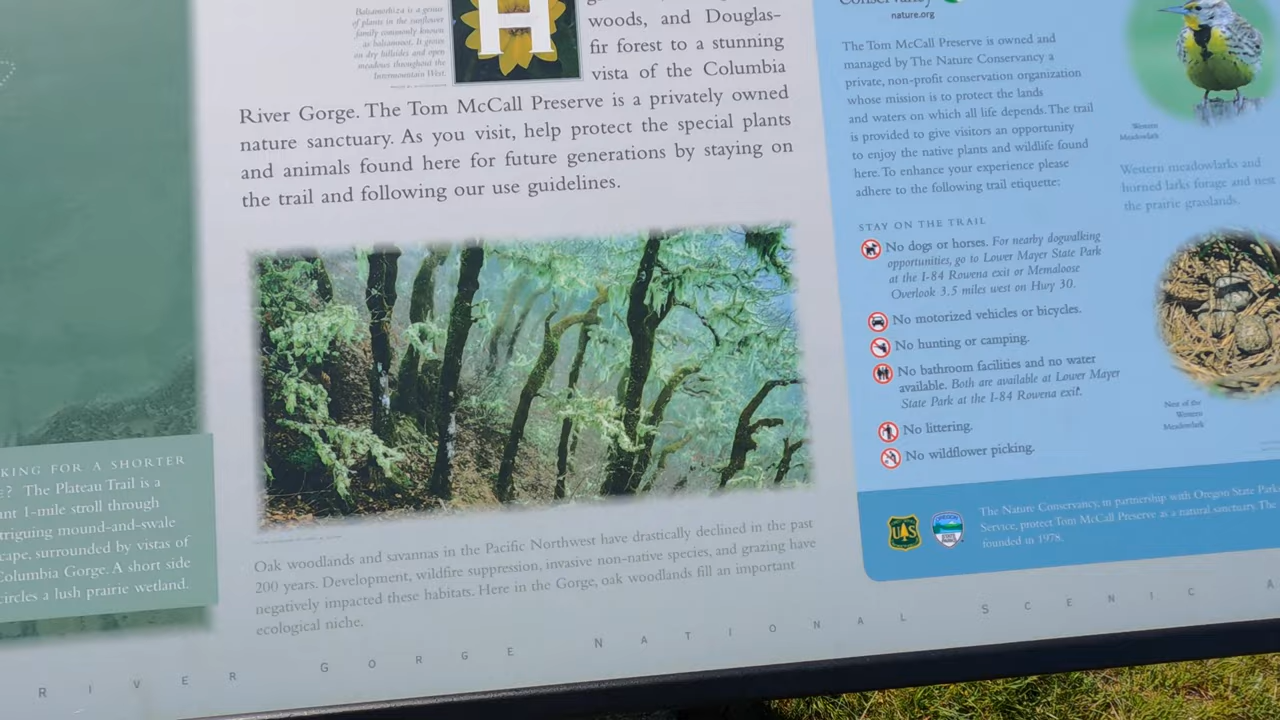 Balsamorhiza is a genus
of plants in the sunflower
family commonly known
as balsamroot. It grows
on dry hillsides and open
meadows throughout the
Intermountain West.
H
woods, and Douglas-
fir forest to a stunning
vista of the Columbia
River Gorge. The Tom McCall Preserve is a privately owned
nature sanctuary. As you visit, help protect the special plants
and animals found here for future generations by staying on
the trail and following our use guidelines.
Oak woodlands and savannas in the Pacific Northwest have drastically declined in the past
200 years. Development, wildfire suppression, invasive non-native species, and grazing have
negatively impacted these habitats. Here in the Gorge, oak woodlands fill an important
ecological niche.
KING FOR A SHORTER
E? The Plateau Trail is a
nt 1-mile stroll through
triguing mound-and-swale
cape, surrounded by vistas of
Columbia Gorge. A short side
circles a lush prairie wetland.
Conservancy
nature.org
The Tom McCall Preserve is owned and
managed by The Nature Conservancy a
private, non-profit conservation organization
whose mission is to protect the lands
and waters on which all life depends. The trail
is provided to give visitors an opportunity
to enjoy the native plants and wildlife found
here. To enhance your experience please
adhere to the following trail etiquette:
STAY ON THE TRAIL
No dogs or horses. For nearby dogwalking
opportunities, go to Lower Mayer State Park
at the I-84 Rowena exit or Memaloose
Overlook 3.5 miles west on Hwy 30.
No motorized vehicles or bicycles.
No hunting or camping.
No bathroom facilities and no water
available. Both are available at Lower Mayer
State Park at the I-84 Rowena exit.
No littering.
No wildflower picking.
Western
Meadowlark
Western meadowlarks and
horned larks forage and nest
the prairie grasslands.
Nest of the
Western
Meadowlark
UAS
The Nature Conservancy, in partnership with Oregon State Parks
Service, protect Tom McCall Preserve as a natural sanctuary. The
founded in 1978.
RIVER GORGE NATIONAL SCENIC A